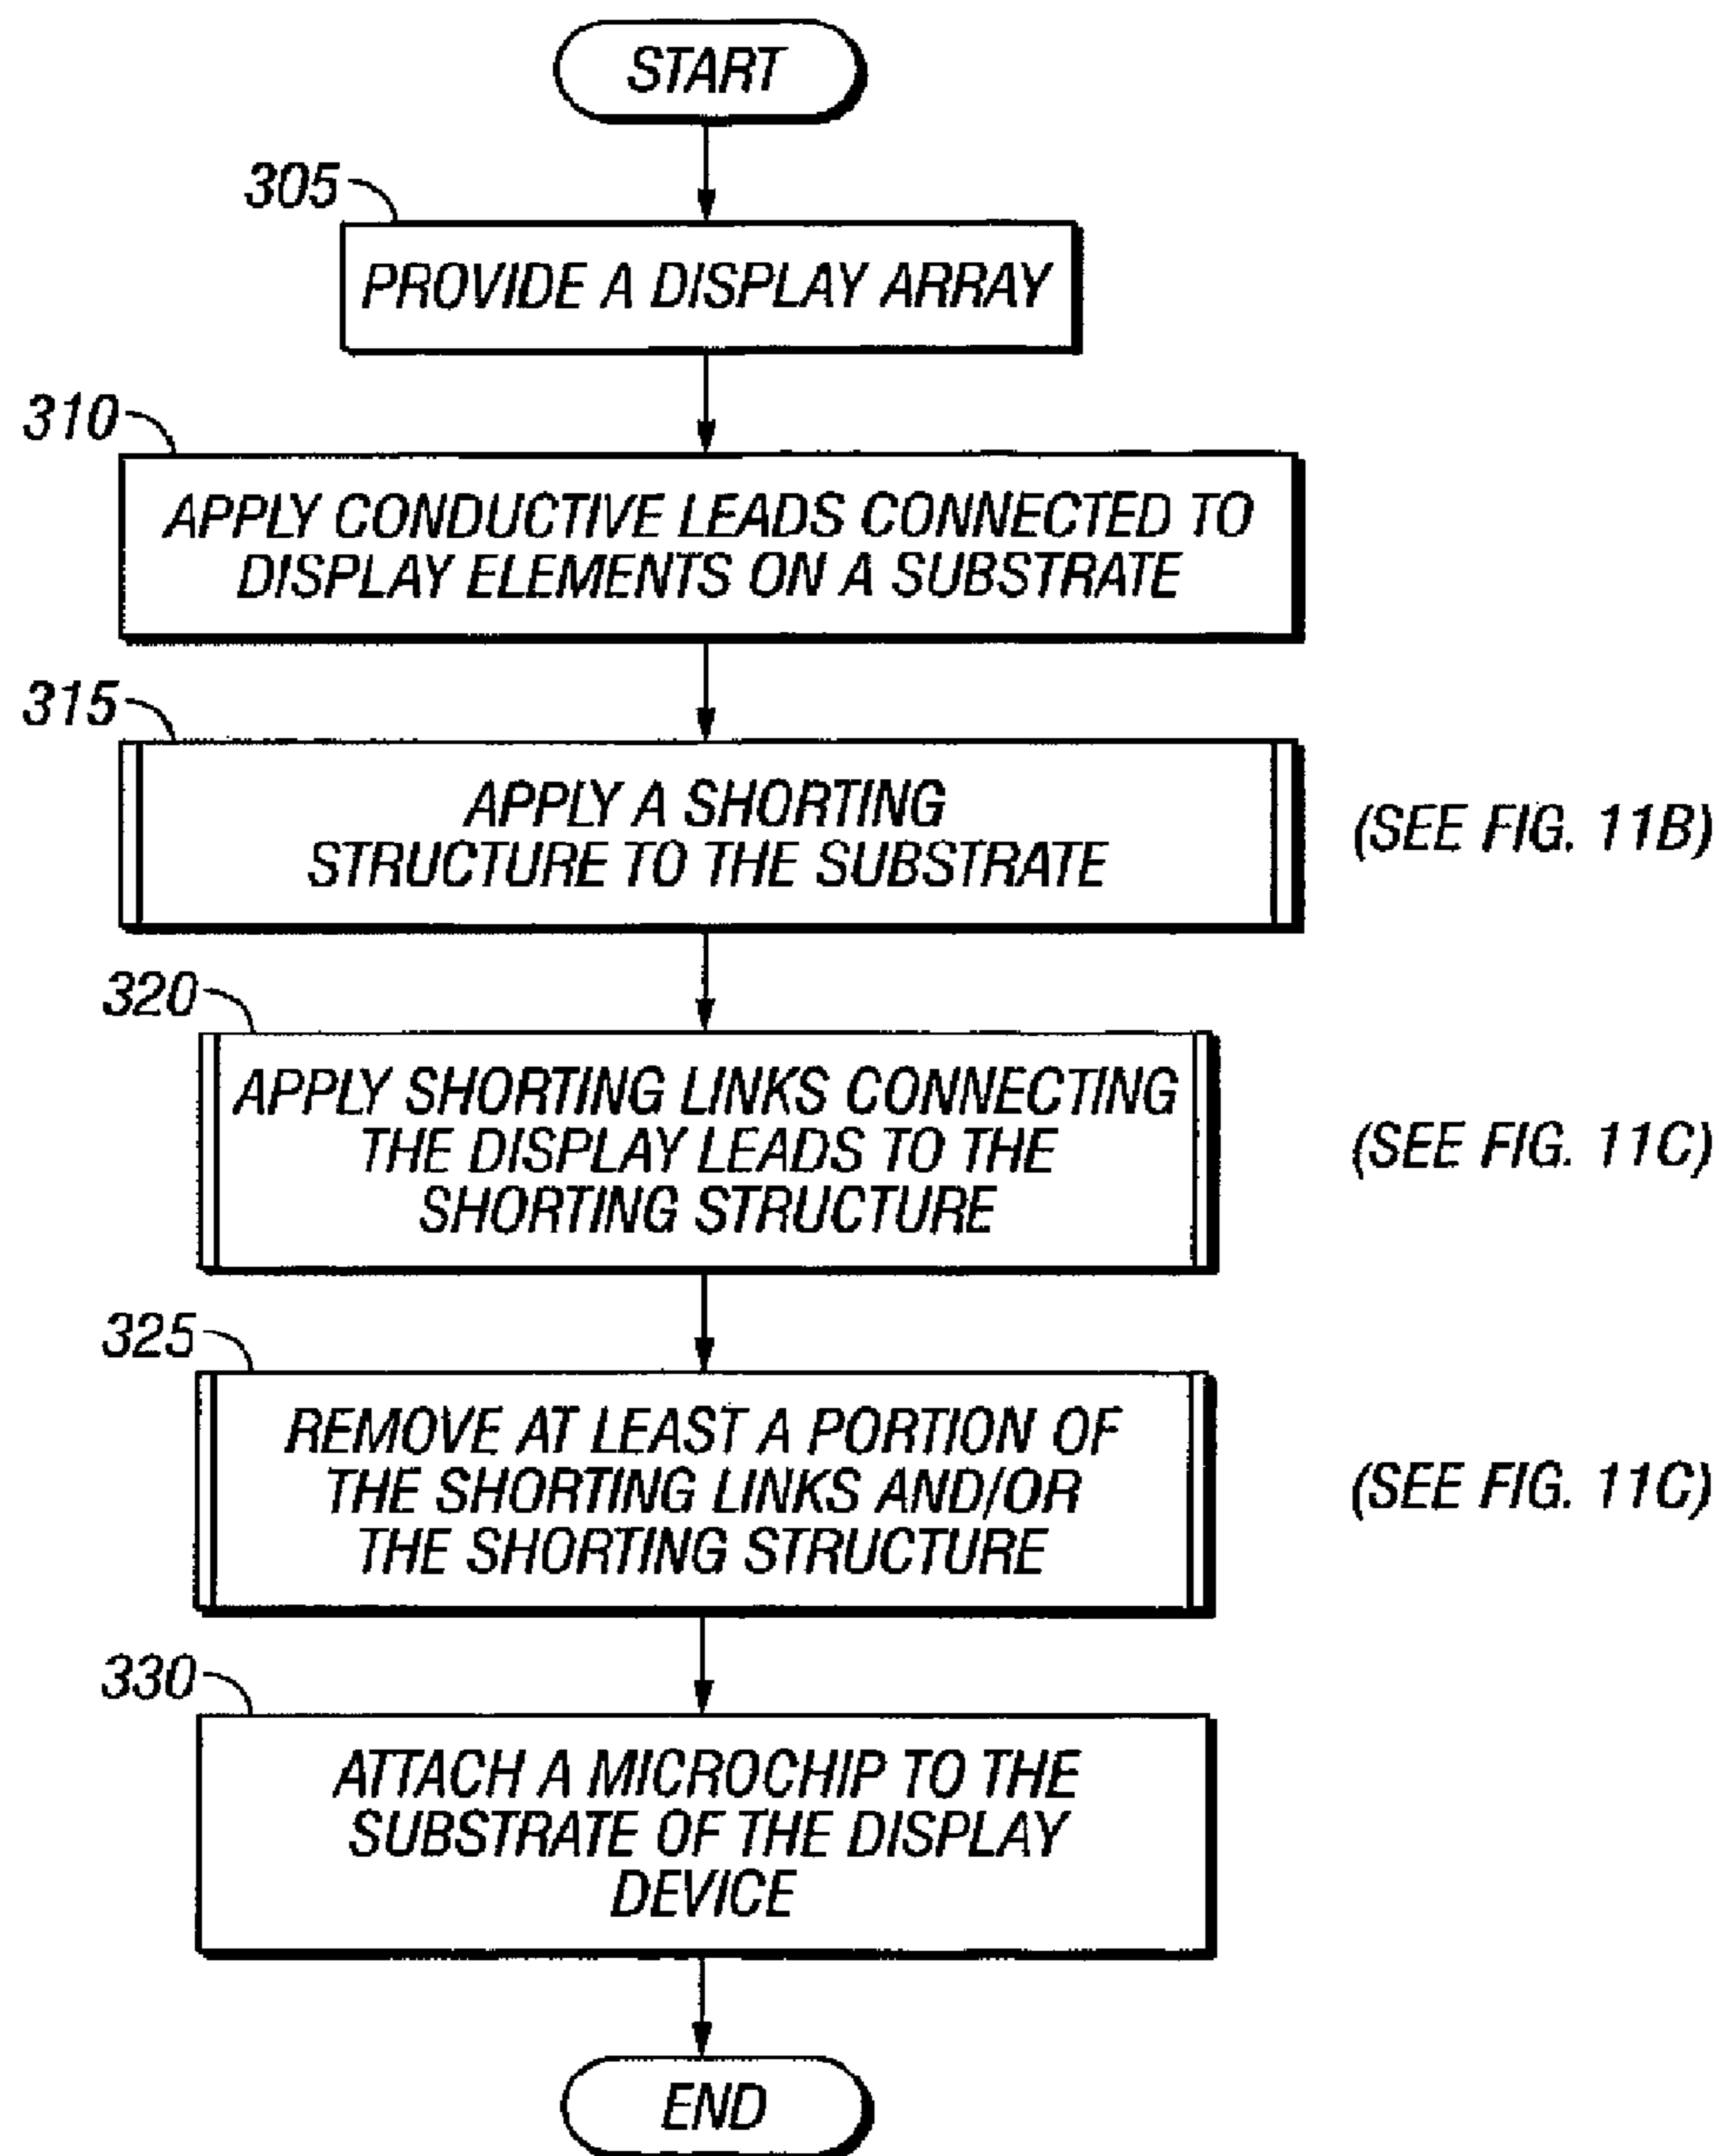 START
305
PROVIDE A DISPLAY ARRAY
310
APPLY CONDUCTIVE LEADS CONNECTED TO
DISPLAY ELEMENTS ON A SUBSTRATE
315
APPLY A SHORTING
STRUCTURE TO THE SUBSTRATE
(SEE FIG. 11B)
320
APPLY SHORTING LINKS CONNECTING
THE DISPLAY LEADS TO THE
SHORTING STRUCTURE
(SEE FIG. 11C)
325
REMOVE AT LEAST A PORTION OF
THE SHORTING LINKS AND/OR
THE SHORTING STRUCTURE
(SEE FIG. 11C)
330
ATTACH A MICROCHIP TO THE
SUBSTRATE OF THE DISPLAY
DEVICE
END